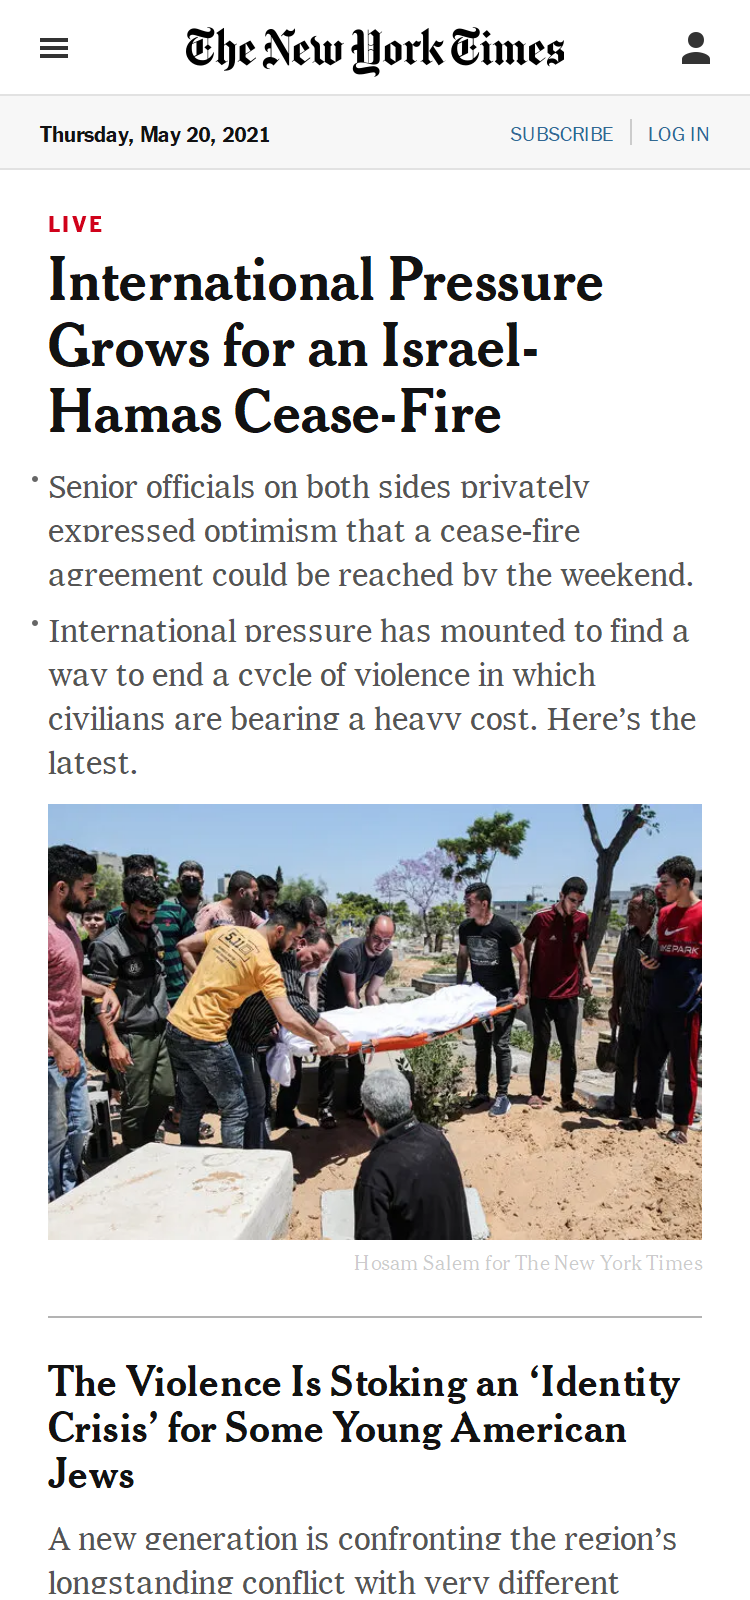 The New York Times
Thursday, May 20, 2021
SUBSCRIBE
LOG IN
LIVE
International Pressure
Grows for an Israel-
Hamas Cease-Fire
Senior officials on both sides privately
expressed optimism that a cease-fire
agreement could be reached by the weekend.
International pressure has mounted to find a
way to end a cycle of violence in which
civilians are bearing a heavy cost. Here’s the
latest.
5.11
Hosam Salem for The New York Times
The Violence Is Stoking an ‘Identity
Crisis’ for Some Young American
Jews
A new generation is confronting the region’s
longstanding conflict with very different